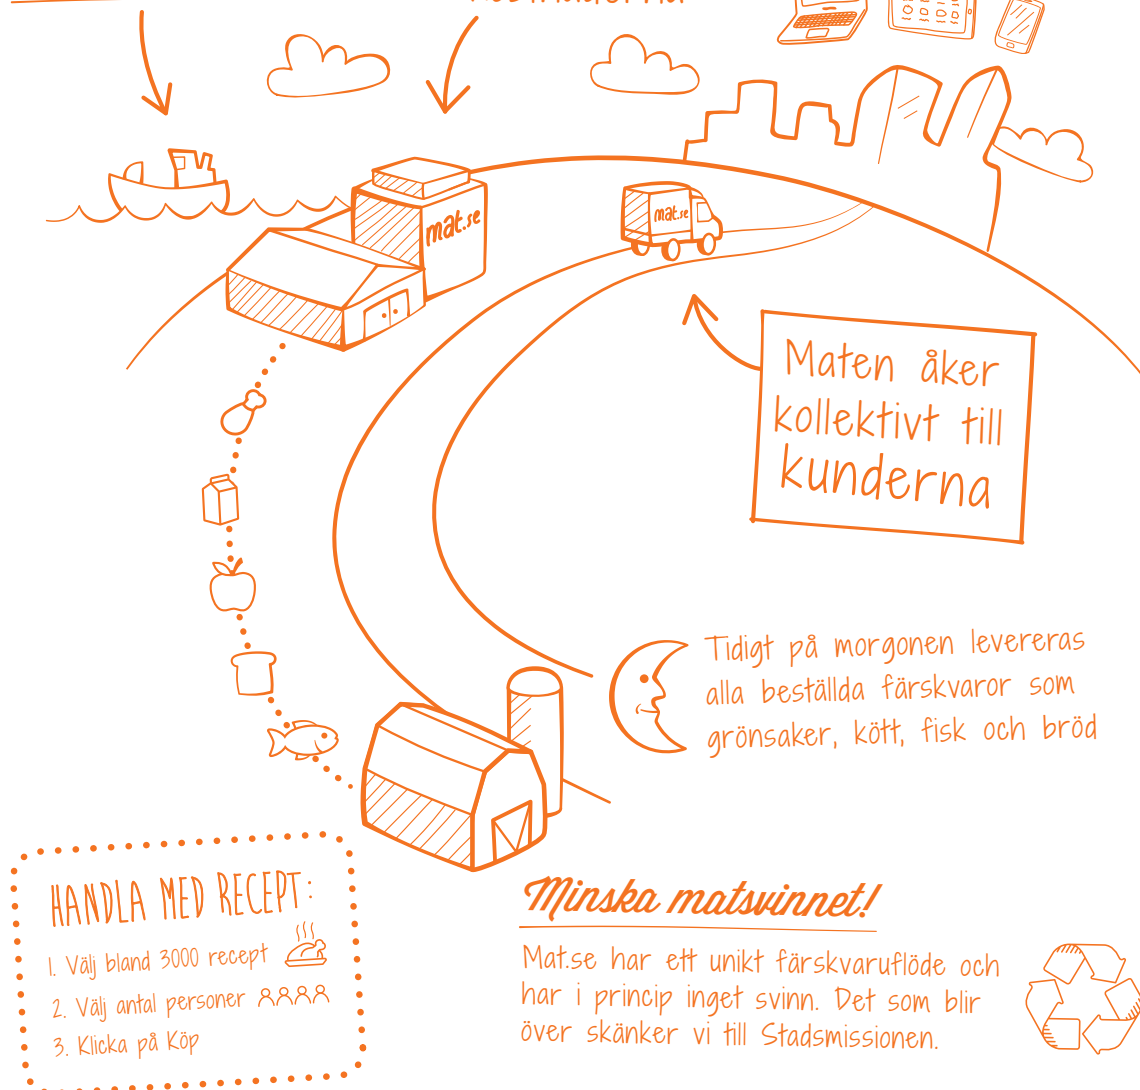 mat.se
mat.se
Maten åker
kollektivt till
kunderna
Tidigt på morgonen levereras
alla beställda färskvaror som
grönsaker, kött, fisk och bröd
HANDLA MED RECEPT:
1. Välj bland 3000 recept
2. Välj antal personer
3. Klicka på Köp
Minska matsvinnet!
Mat.se har ett unikt färskvaruflöde och
har i princip inget svinn. Det som blir
över skänker vi till Stadsmissionen.